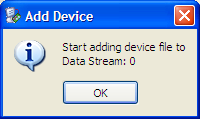 Add Device
Start adding device file to
Data Stream: 0
OK